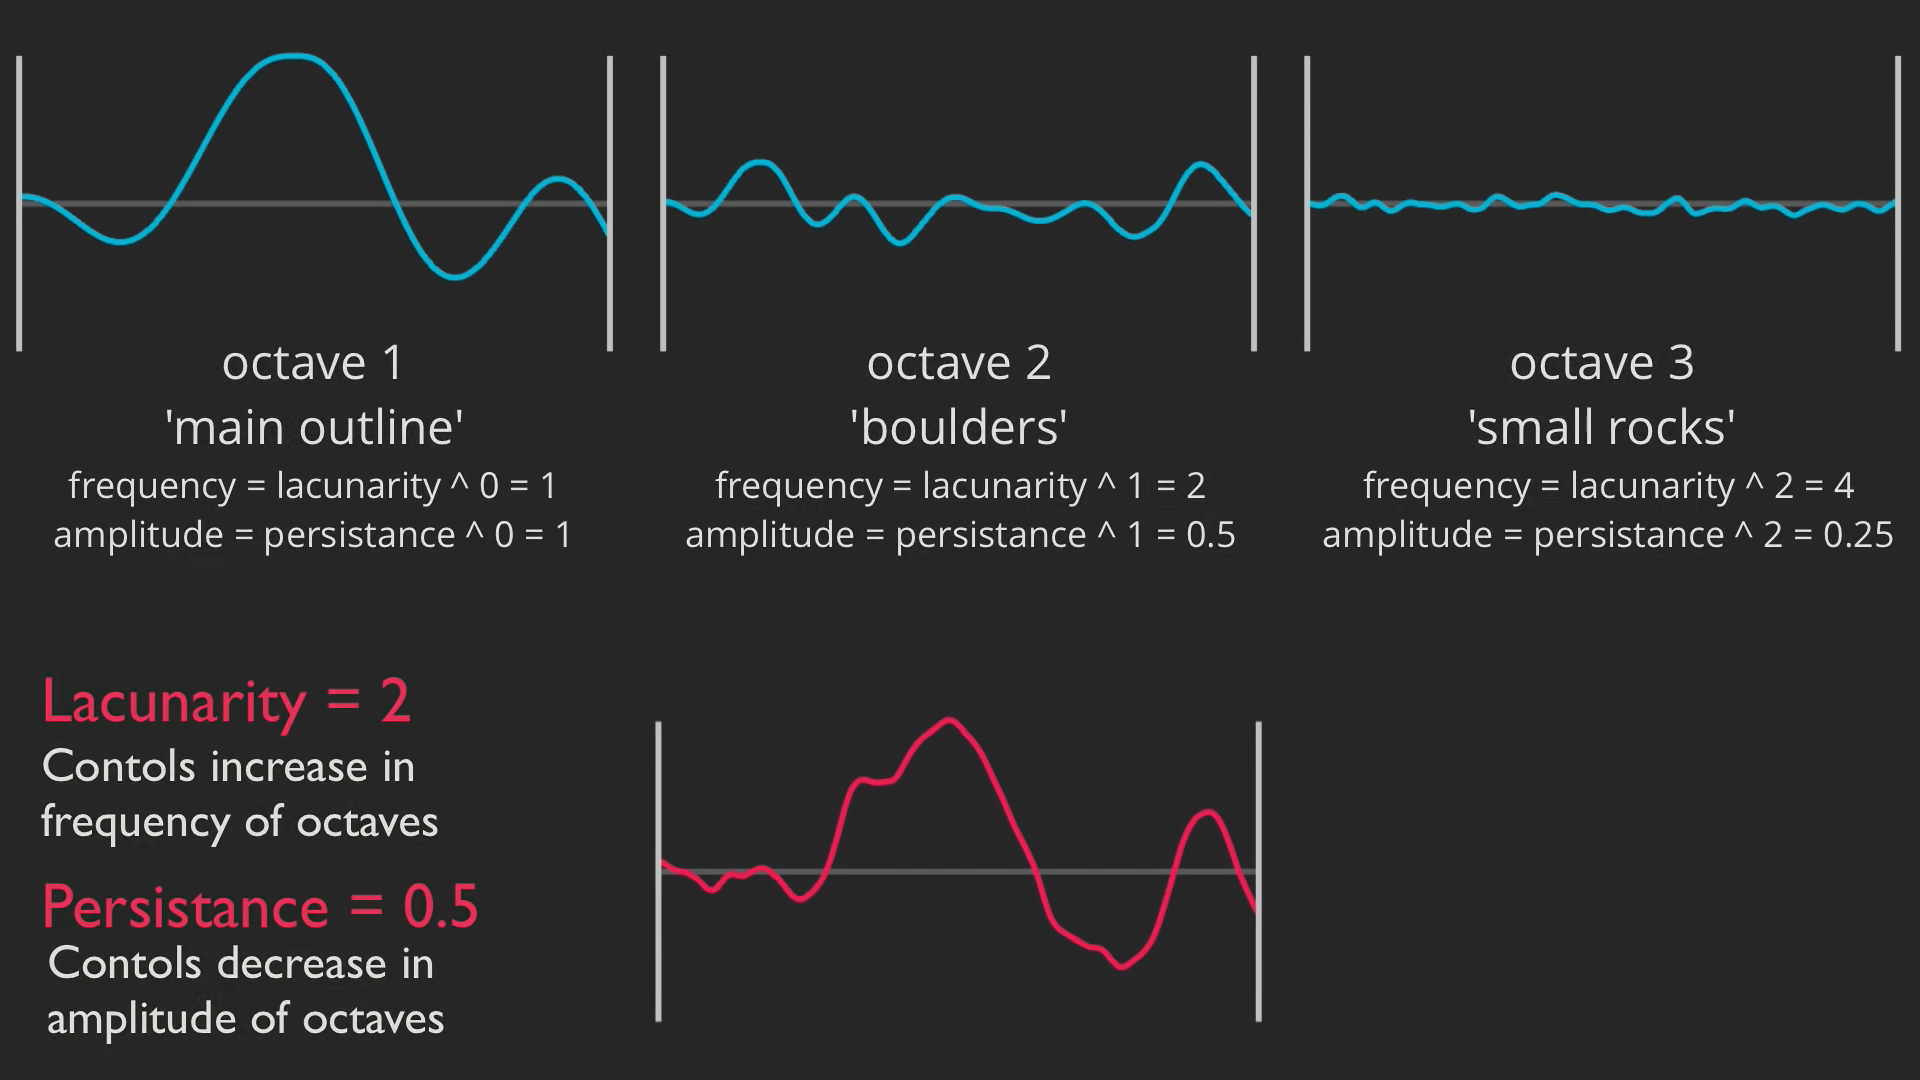 octave 1
'main outline'
frequency = lacunarity ^ 0 = 1
amplitude = persistance ^ 0 = 1
octave 2
'boulders'
frequency = lacunarity ^ 1 = 2
amplitude = persistance ^ 1 = 0.5
octave 3
'small rocks'
frequency = lacunarity ^ 2 = 4
amplitude = persistance ^ 2 = 0.25
Lacunarity = 2
Contols increase in
frequency of octaves
Persistance = 0.5
Contols decrease in
amplitude of octaves